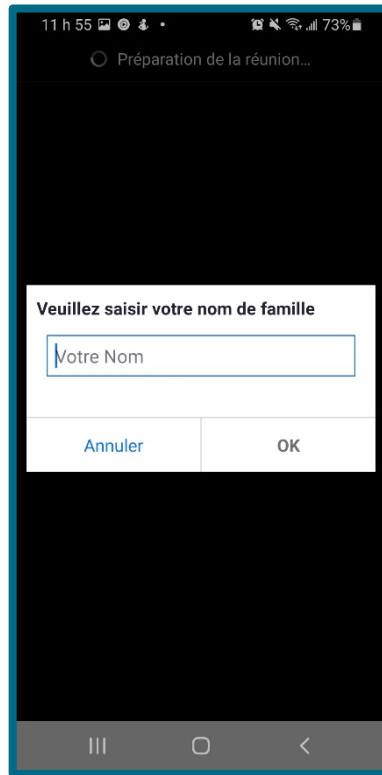 11 h 55 73%
Préparation de la réunion...
Veuillez saisir votre nom de famille
Votre Nom
Annuler OK